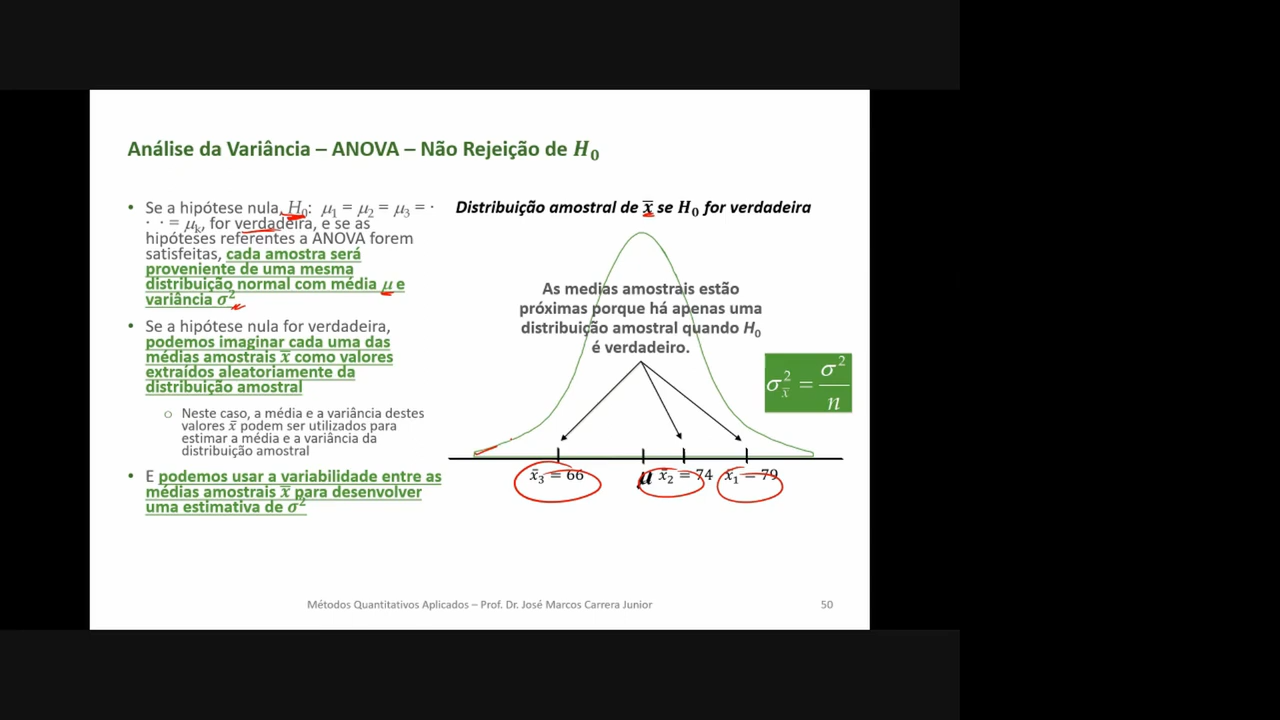 Análise da Variância – ANOVA – Não Rejeição de H₀
• Se a hipótese nula, H₀: μ₁ = μ₂ = μ₃ = ·
· · = μₖ, for verdadeira, e se as
hipóteses referentes a ANOVA forem
satisfeitas, cada amostra será
proveniente de uma mesma
distribuição normal com média μ e
variância σ²
• Se a hipótese nula for verdadeira,
podemos imaginar cada uma das
médias amostrais x̅ como valores
extraídos aleatoriamente da
distribuição amostral
○ Neste caso, a média e a variância destes
valores x̅ podem ser utilizados para
estimar a média e a variância da
distribuição amostral
• E podemos usar a variabilidade entre as
médias amostrais x̅ para desenvolver
uma estimativa de σ²
Distribuição amostral de x̅ se H₀ for verdadeira
As medias amostrais estão
próximas porque há apenas uma
distribuição amostral quando H₀
é verdadeiro.
σ²x̅ = σ²/n
x̅₃ = 66 μ x̅₂ = 74 x̅₁ = 79
Métodos Quantitativos Aplicados – Prof. Dr. José Marcos Carrera Junior 50